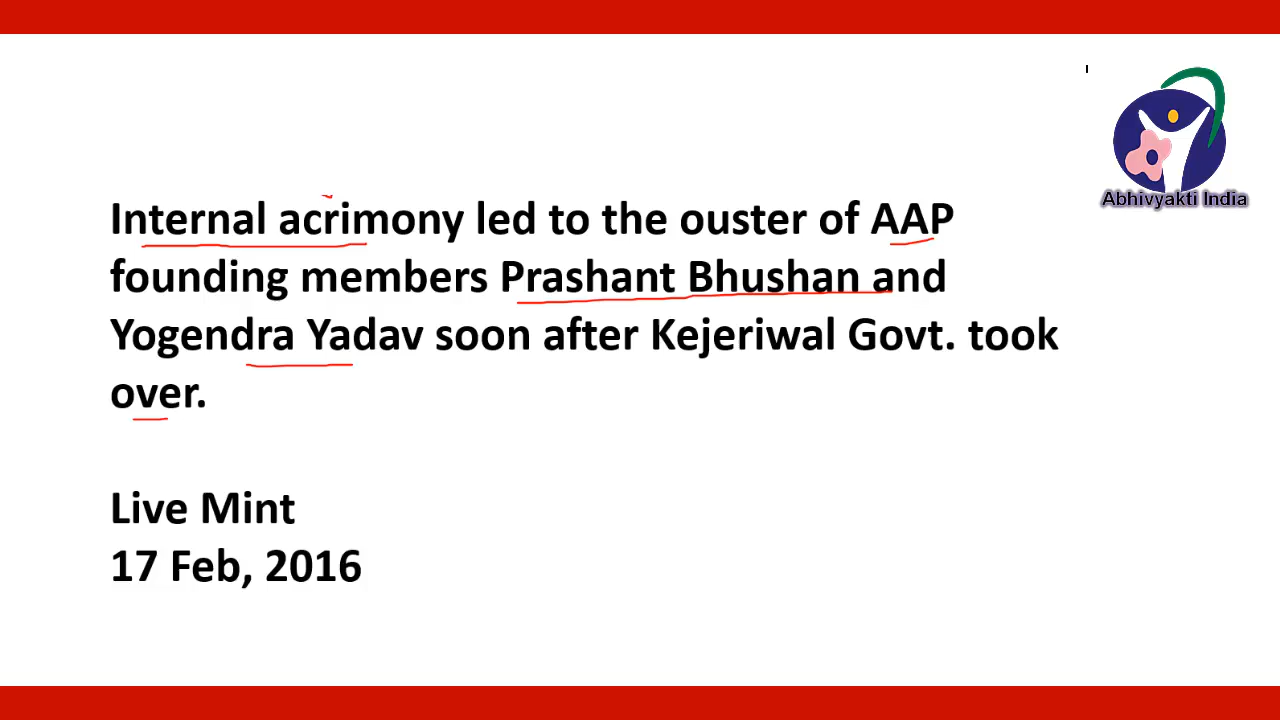 Abhivyakti India
Internal acrimony led to the ouster of AAP
founding members Prashant Bhushan and
Yogendra Yadav soon after Kejeriwal Govt. took
over.
Live Mint
17 Feb, 2016